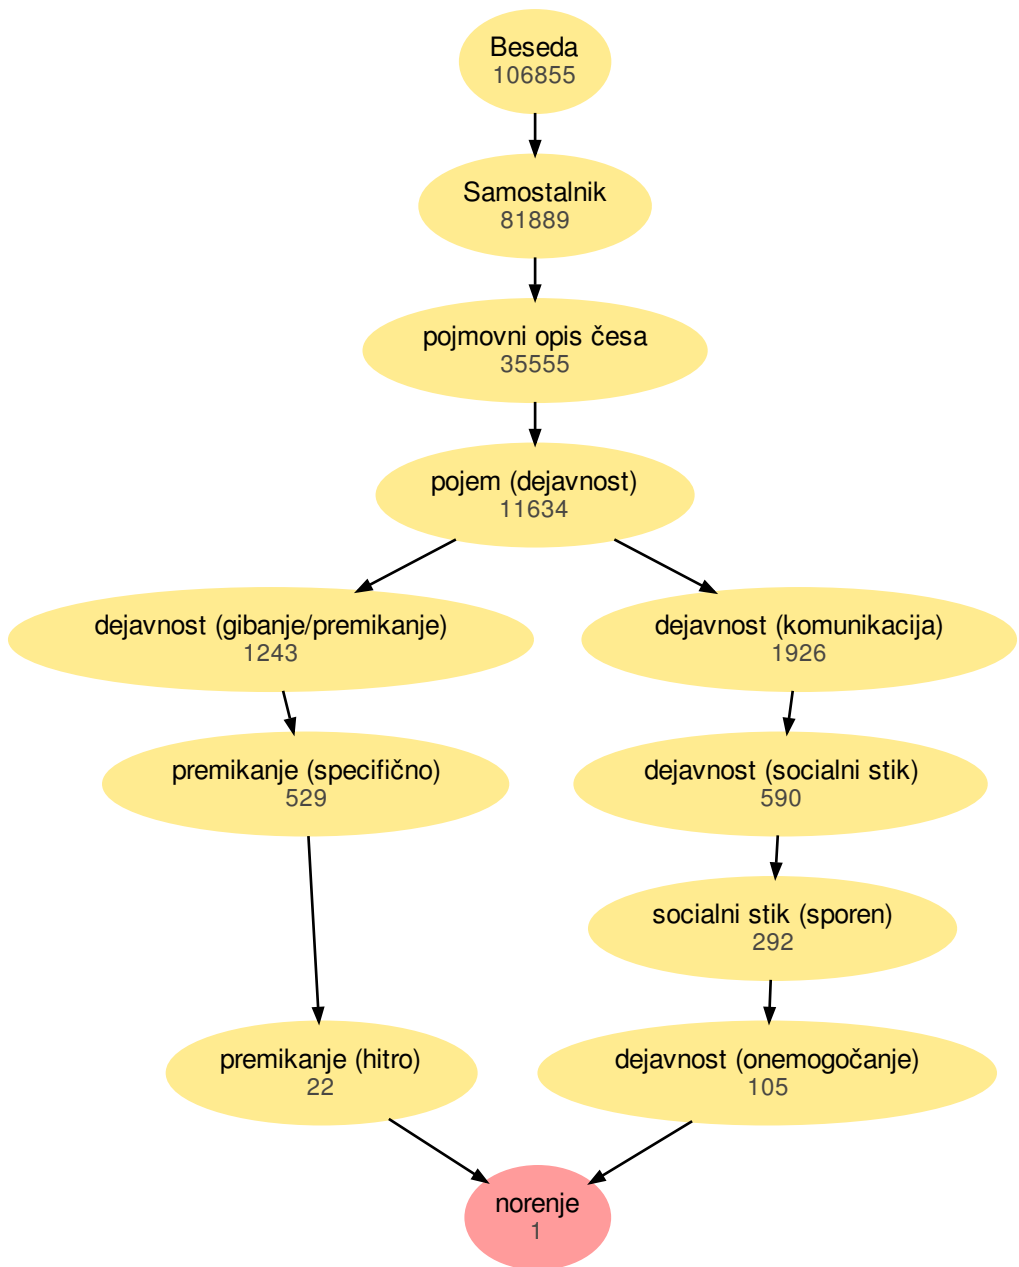 Beseda
106855
Samostalnik
81889
pojmovni opis česa
35555
pojem (dejavnost)
11634
dejavnost (gibanje/premikanje)
1243
dejavnost (komunikacija)
1926
premikanje (specifično)
529
dejavnost (socialni stik)
590
socialni stik (sporen)
292
premikanje (hitro)
22
dejavnost (onemogočanje)
105
norenje
1